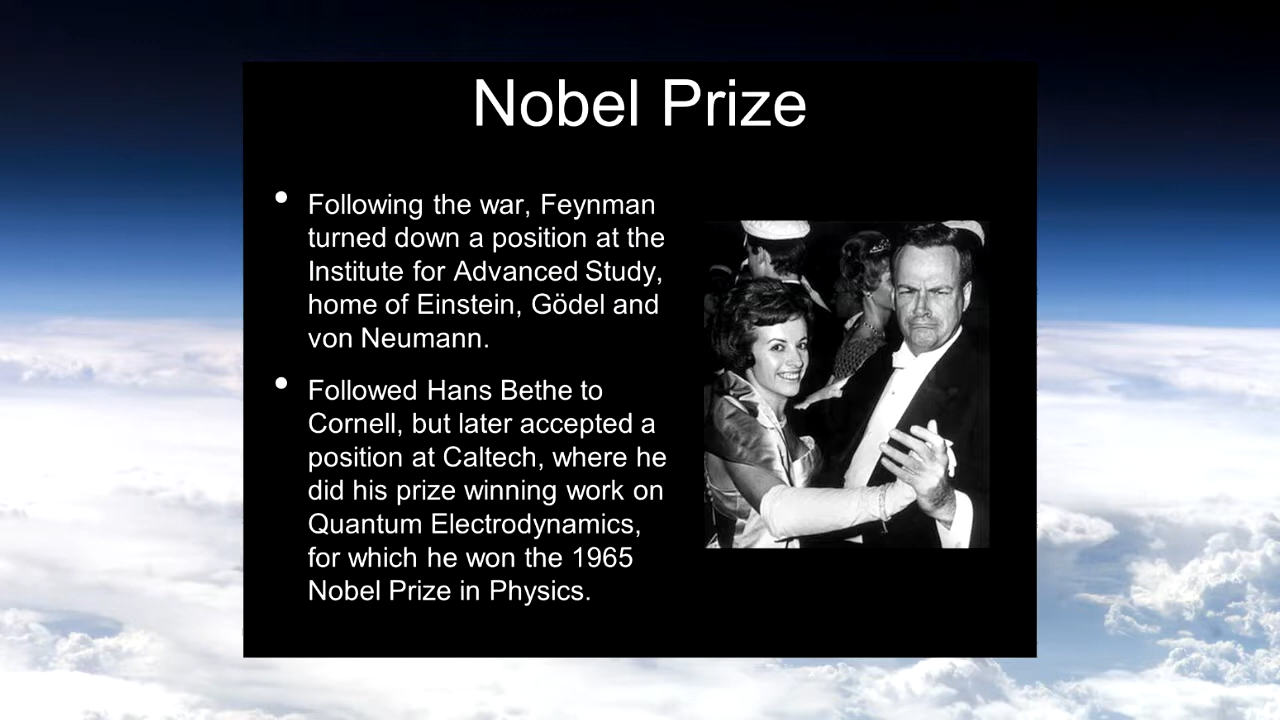 Nobel Prize
• Following the war, Feynman
turned down a position at the
Institute for Advanced Study,
home of Einstein, Gödel and
von Neumann.
• Followed Hans Bethe to
Cornell, but later accepted a
position at Caltech, where he
did his prize winning work on
Quantum Electrodynamics,
for which he won the 1965
Nobel Prize in Physics.